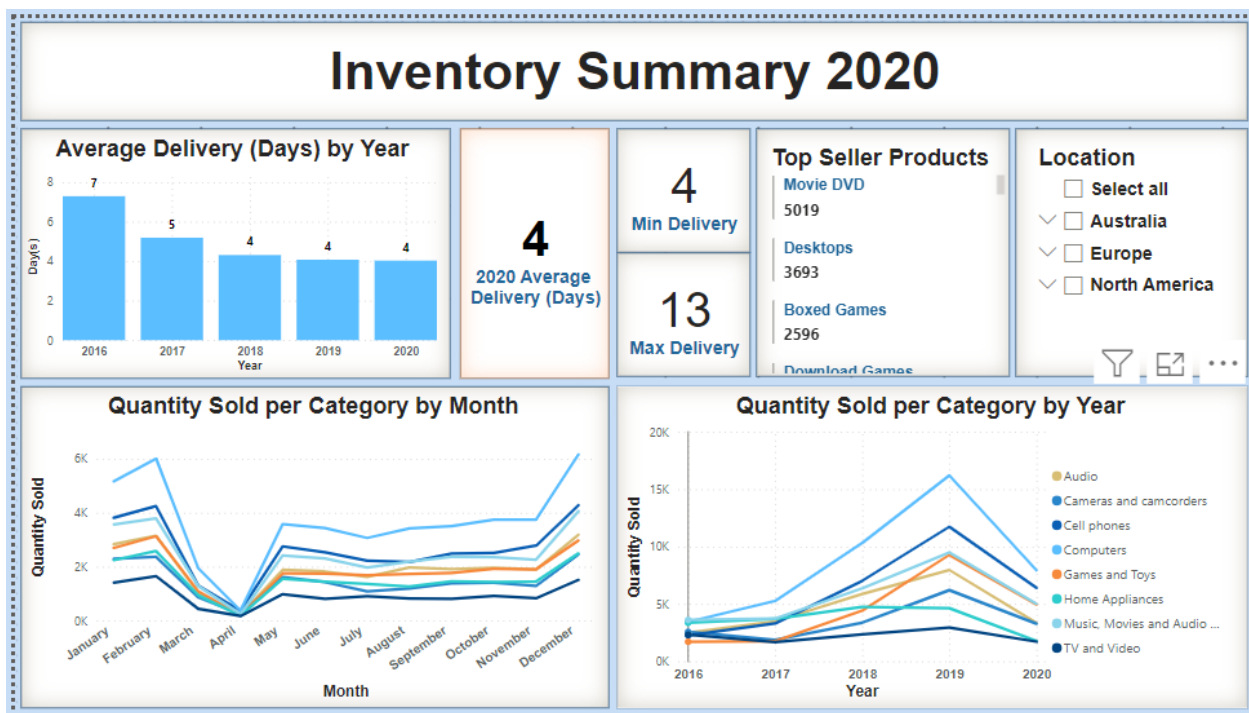 Inventory Summary 2020
Average Delivery (Days) by Year
Day(s)
8
6
4
2
0
7
5
4
4
4
2016
2017
2018
2019
2020
Year
4
2020 Average
Delivery (Days)
4
Min Delivery
13
Max Delivery
Top Seller Products
Movie DVD
5019
Desktops
3693
Boxed Games
2596
Download Games
Location
Select all
Australia
Europe
North America
Quantity Sold per Category by Month
Quantity Sold
6K
4K
2K
0K
January
February
March
April
May
June
July
August
September
October
November
December
Month
Quantity Sold per Category by Year
Quantity Sold
20K
15K
10K
5K
0K
2016
2017
2018
2019
2020
Year
Audio
Cameras and camcorders
Cell phones
Computers
Games and Toys
Home Appliances
Music, Movies and Audio ...
TV and Video